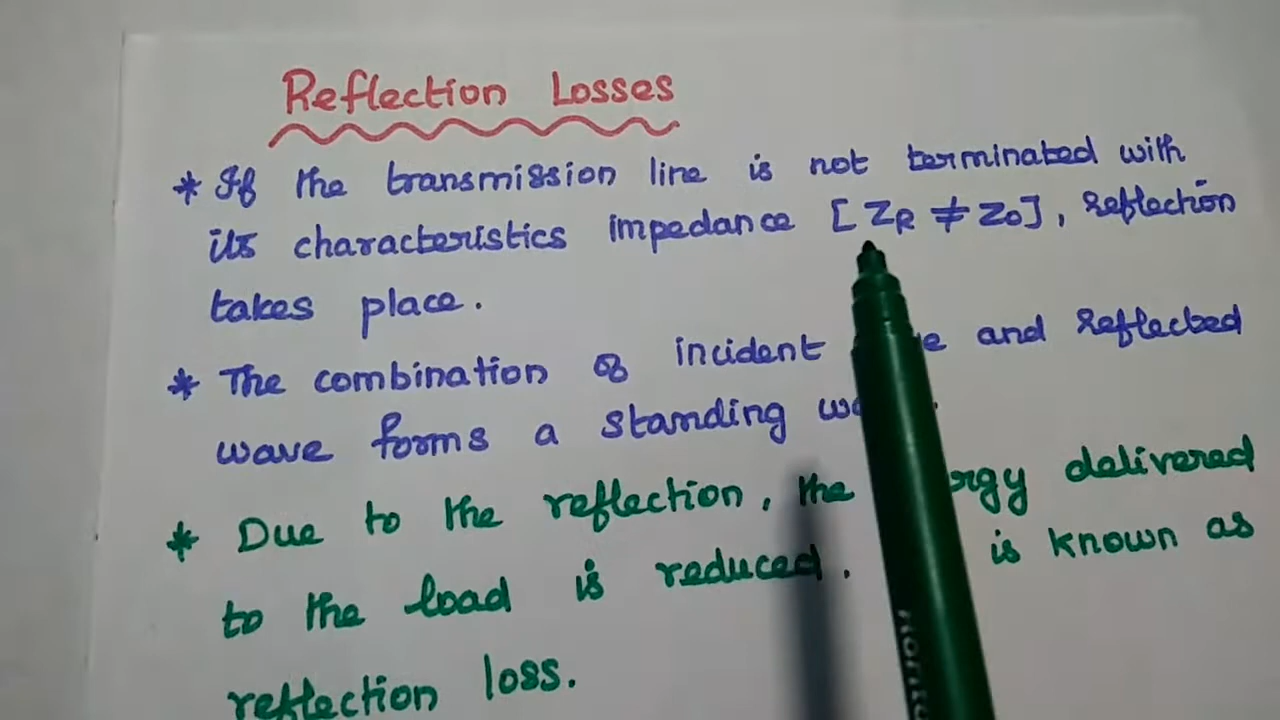 Reflection Losses
* If the transmission line is not terminated with
its characteristics impedance [ZR ≠ Z0], reflection
takes place.
* The combination of incident and reflected
wave forms a standing
* Due to the reflection, the delivered
to the load is reduced. is known as
reflection loss.